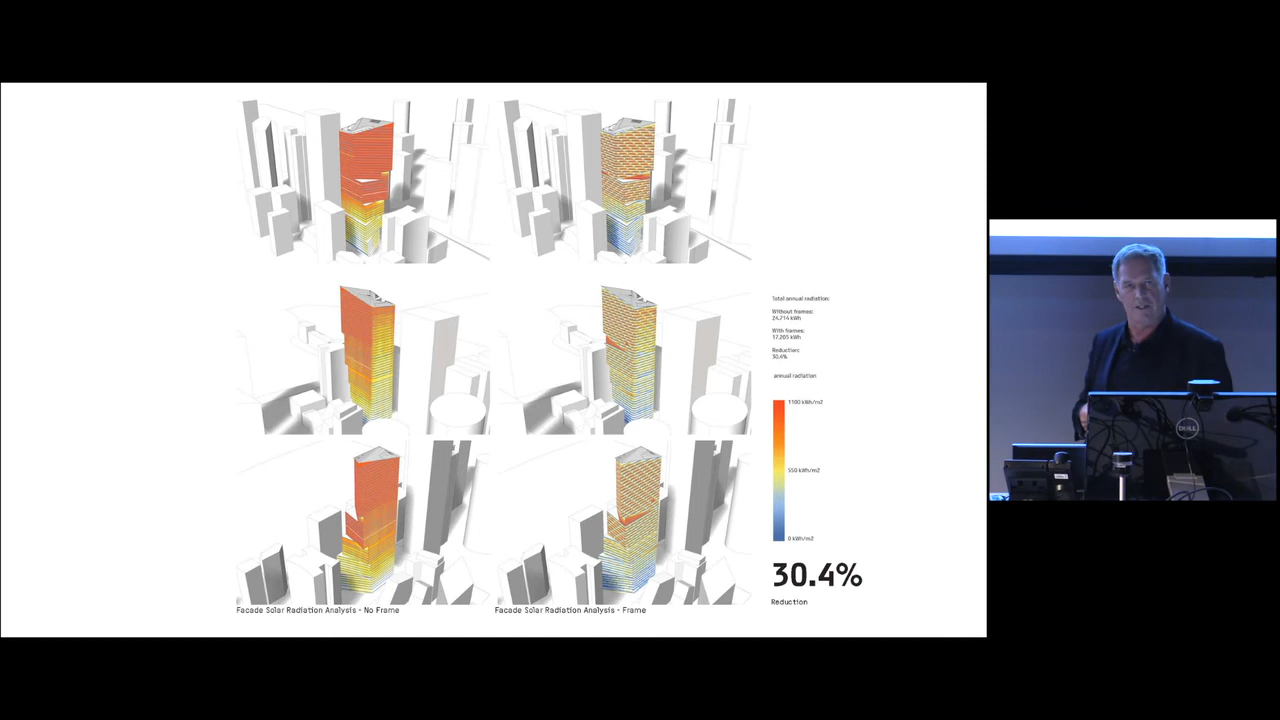 Total annual radiation:
Without frames:
24,714 kWh
With frames:
17,205 kWh
Reduction:
30,4%
annual radiation
1100 kWh/m2
550 kWh/m2
0 kWh/m2
30.4%
Reduction
Facade Solar Radiation Analysis - No Frame
Facade Solar Radiation Analysis - Frame
DELL